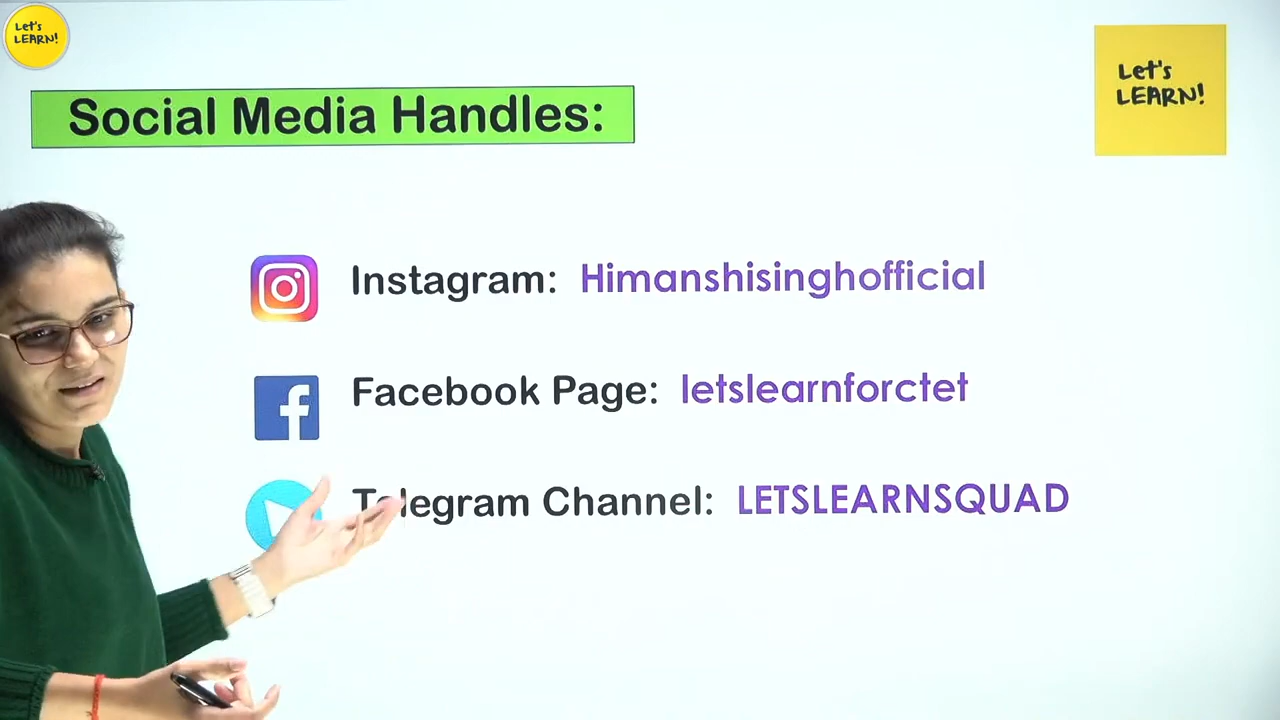 Let's
LEARN!
Let's
LEARN!
Social Media Handles:
Instagram: Himanshisinghofficial
Facebook Page: letslearnforctet
Telegram Channel: LETSLEARNSQUAD